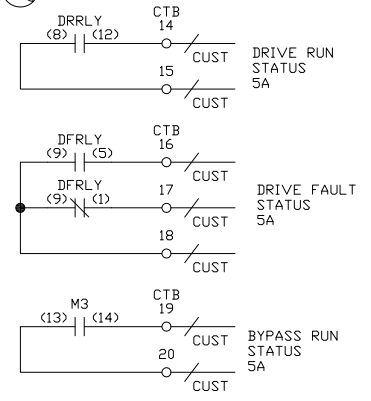 CTB
DRRLY 14
(8) (12)
CUST
DRIVE RUN
STATUS
5A
15
CUST
CTB
DFRLY 16
(9) (5)
CUST
DFRLY 17
(9) (1)
CUST
DRIVE FAULT
STATUS
5A
18
CUST
CTB
M3 19
(13) (14)
CUST
BYPASS RUN
STATUS
5A
20
CUST